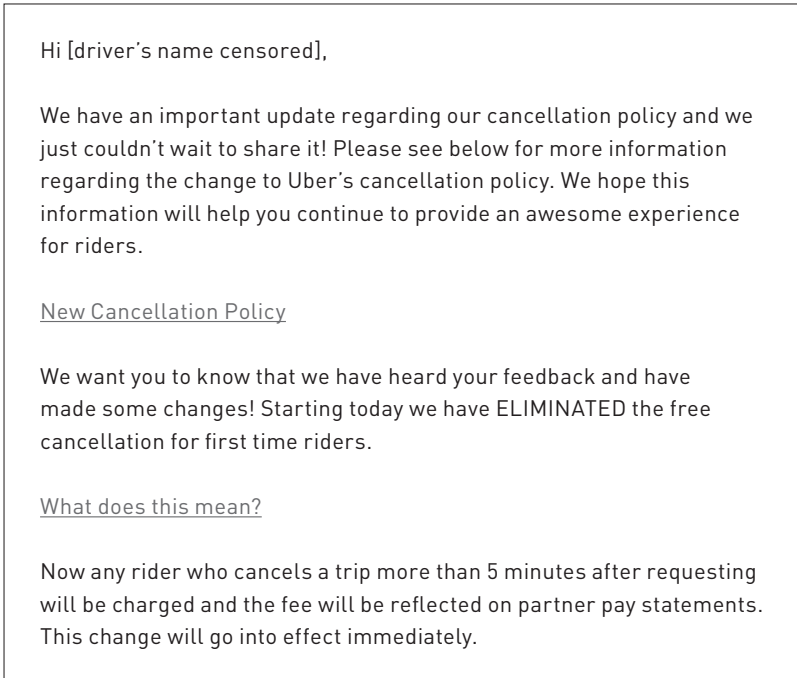 Hi [driver’s name censored],
We have an important update regarding our cancellation policy and we
just couldn’t wait to share it! Please see below for more information
regarding the change to Uber’s cancellation policy. We hope this
information will help you continue to provide an awesome experience
for riders.
New Cancellation Policy
We want you to know that we have heard your feedback and have
made some changes! Starting today we have ELIMINATED the free
cancellation for first time riders.
What does this mean?
Now any rider who cancels a trip more than 5 minutes after requesting
will be charged and the fee will be reflected on partner pay statements.
This change will go into effect immediately.